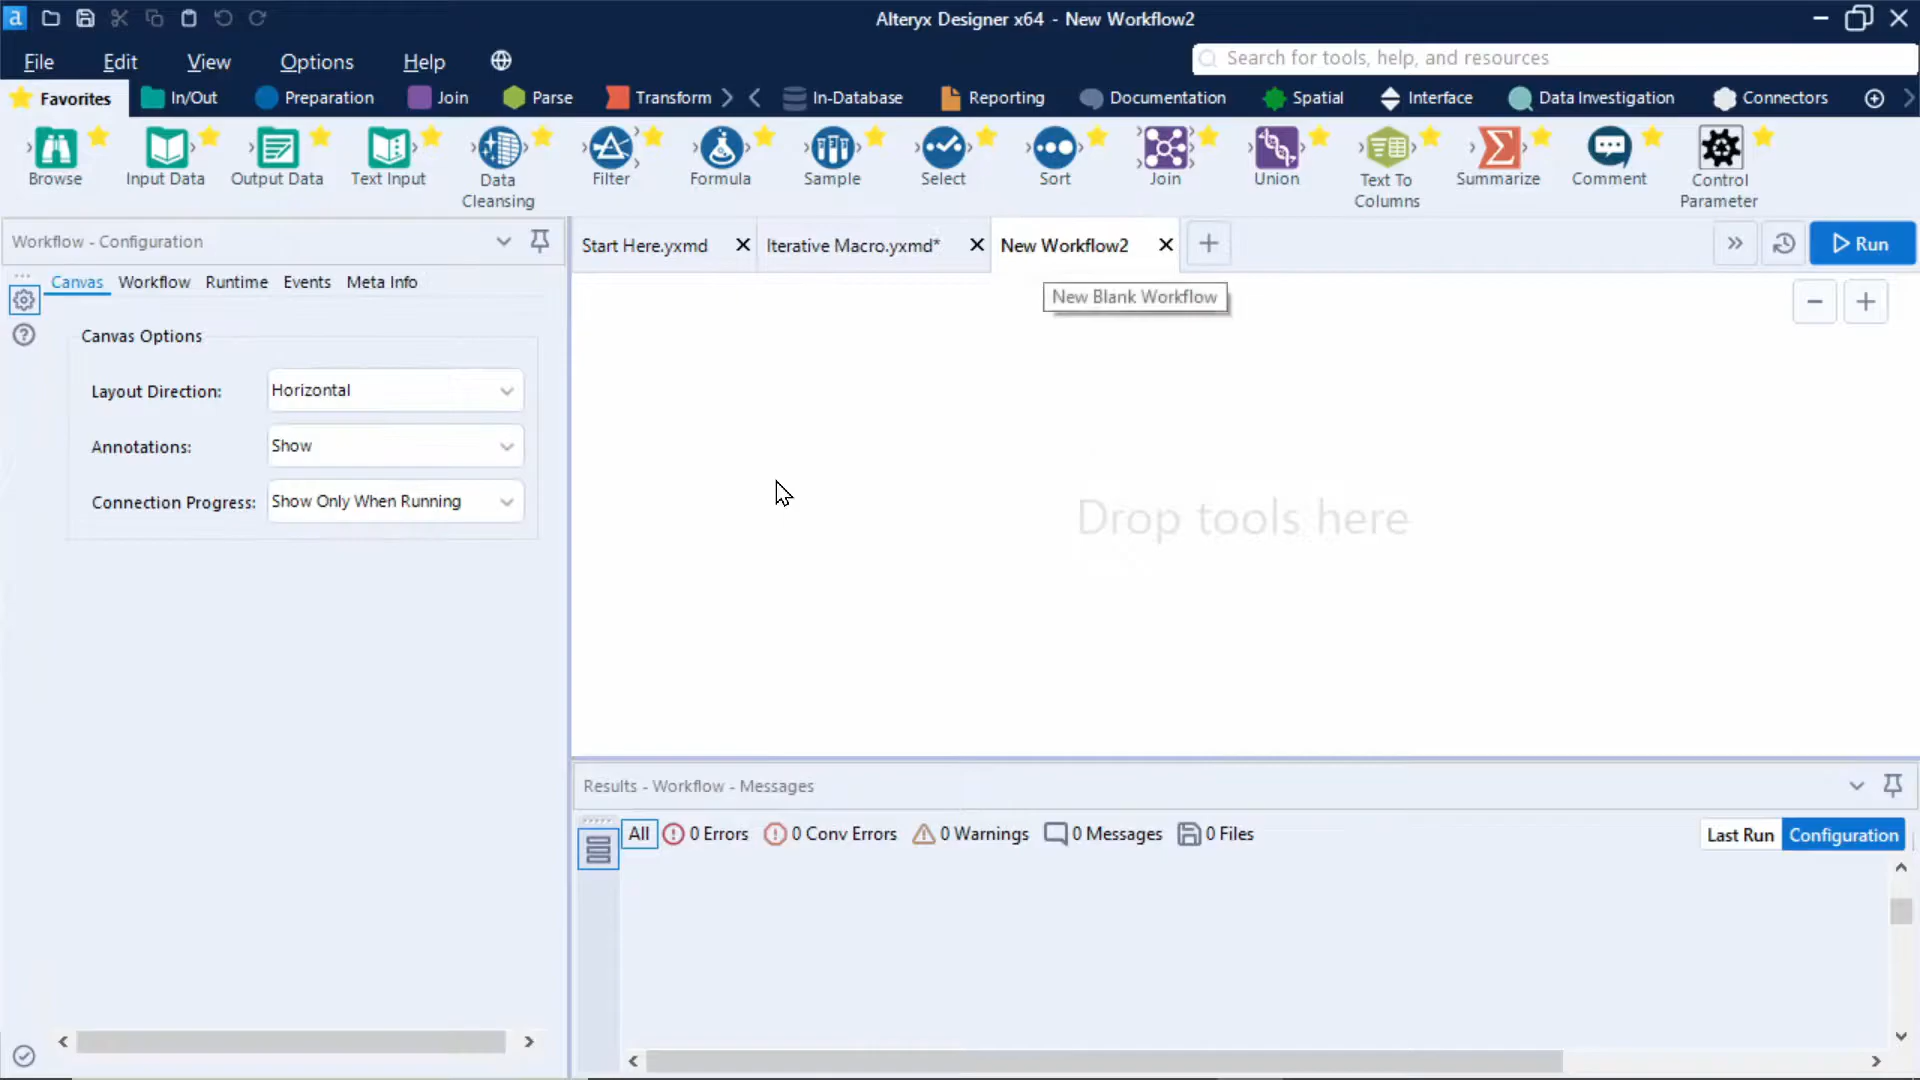 a
Alteryx Designer x64 - New Workflow2
File Edit View Options Help
Search for tools, help, and resources
Favorites In/Out Preparation Join Parse Transform In-Database Reporting Documentation Spatial Interface Data Investigation Connectors
Browse Input Data Output Data Text Input Data Cleansing Filter Formula Sample Select Sort Join Union Text To Columns Summarize Comment Control Parameter
Workflow - Configuration
Start Here.yxmd Iterative Macro.yxmd* New Workflow2
Run
Canvas Workflow Runtime Events Meta Info
New Blank Workflow
Canvas Options
Layout Direction: Horizontal
Annotations: Show
Connection Progress: Show Only When Running
Drop tools here
Results - Workflow - Messages
All 0 Errors 0 Conv Errors 0 Warnings 0 Messages 0 Files
Last Run Configuration